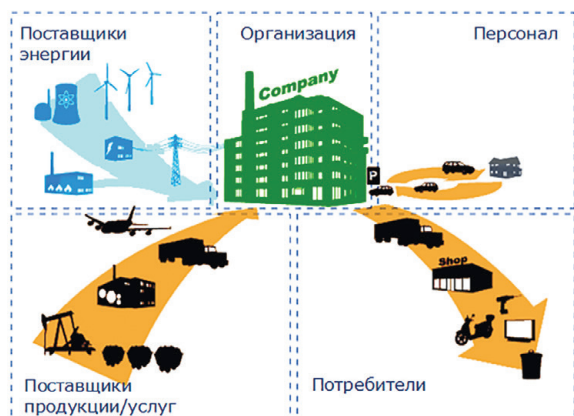 Поставщики
энергии
Организация
Персонал
Company
P
Shop
Поставщики
продукции/услуг
Потребители